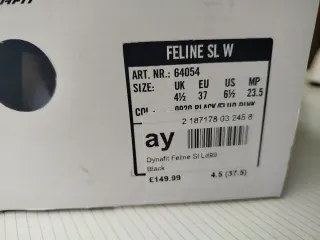 FELINE SL W
ART. NR.: 64054
SIZE: UK EU US MP
4½ 37 6½ 23.5
2 187178 03 245 8
ay
Dynafit Feline Sl Ld99
Black
£149.99 4.5 (37.5)